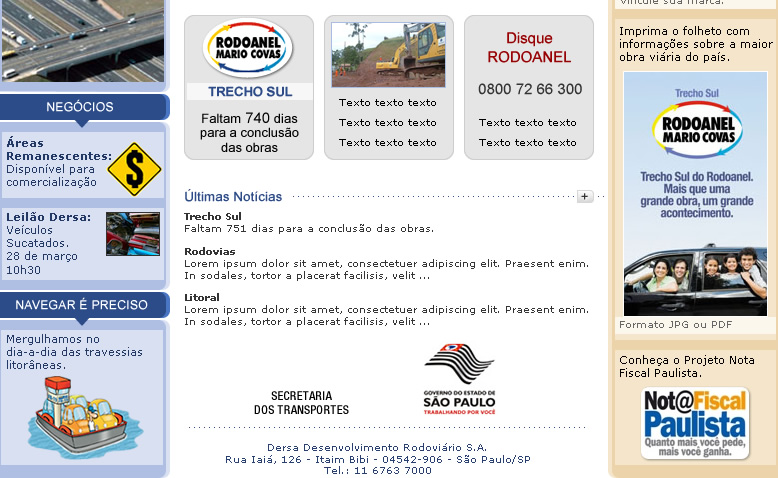 NEGÓCIOS
Áreas
Remanescentes:
Disponível para
comercialização
$
Leilão Dersa:
Veículos
Sucatados.
28 de março
10h30
NAVEGAR É PRECISO
Mergulhamos no
dia-a-dia das travessias
litorâneas.
RODOANEL
MARIO COVAS
TRECHO SUL
Faltam 740 dias
para a conclusão
das obras
Texto texto texto
Texto texto texto
Texto texto texto
Disque
RODOANEL
0800 72 66 300
Texto texto texto
Texto texto texto
Últimas Notícias
+
Trecho Sul
Faltam 751 dias para a conclusão das obras.
Rodovias
Lorem ipsum dolor sit amet, consectetuer adipiscing elit. Praesent enim.
In sodales, tortor a placerat facilisis, velit ...
Litoral
Lorem ipsum dolor sit amet, consectetuer adipiscing elit. Praesent enim.
In sodales, tortor a placerat facilisis, velit ...
SECRETARIA
DOS TRANSPORTES
GOVERNO DO ESTADO DE
SÃO PAULO
TRABALHANDO POR VOCÊ
Dersa Desenvolvimento Rodoviário S.A.
Rua Iaiá, 126 - Itaim Bibi - 04542-906 - São Paulo/SP
Tel.: 11 6763 7000
vincule sua marca.
Imprima o folheto com
informações sobre a maior
obra viária do país.
Trecho Sul
RODOANEL
MARIO COVAS
Trecho Sul do Rodoanel.
Mais que uma
grande obra, um grande
acontecimento.
Formato JPG ou PDF
Conheça o Projeto Nota
Fiscal Paulista.
Not@Fiscal
Paulista
Quanto mais você pede,
mais você ganha.